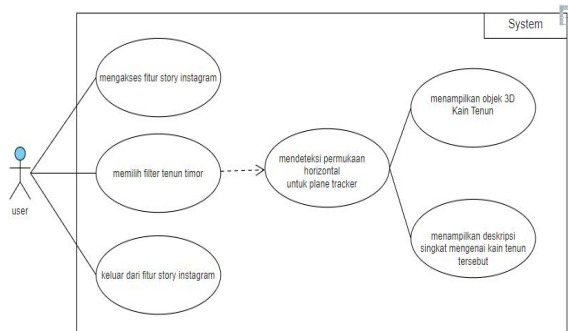 System
mengakses fitur story instagram
menampilkan objek 3D
Kain Tenun
memilih filter tenun timor
mendeteksi permukaan
horizontal
untuk plane tracker
user
menampilkan deskripsi
singkat mengenai kain tenun
tersebut
keluar dari fitur story instagram